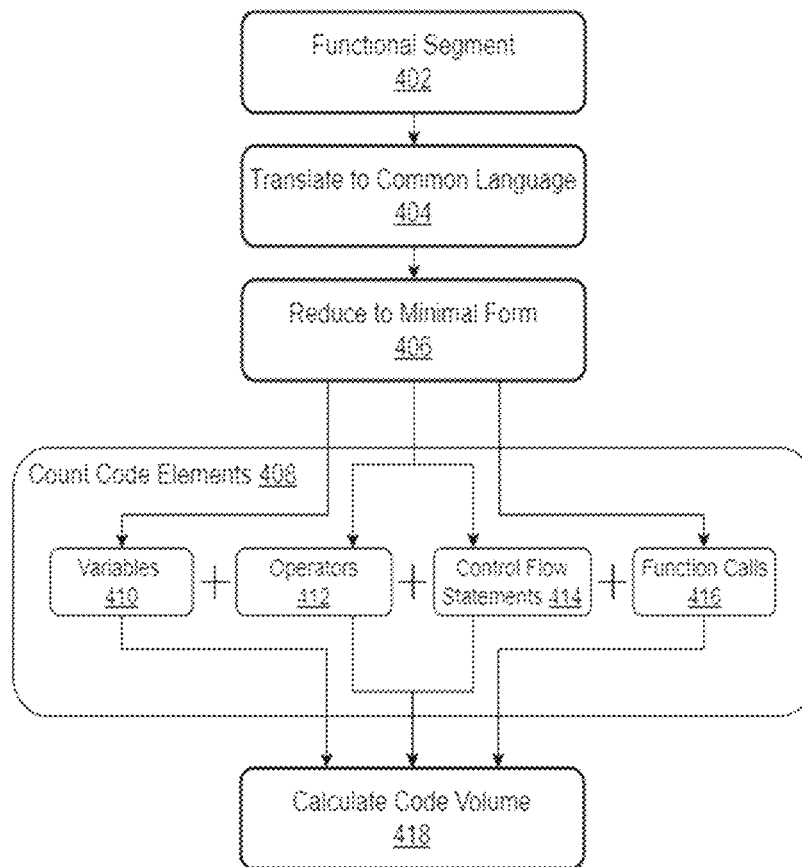 Functional Segment
402
Translate to Common Language
404
Reduce to Minimal Form
406
Count Code Elements 408
Variables
410
+
Operators
412
+
Control Flow
Statements 414
+
Function Calls
416
Calculate Code Volume
418